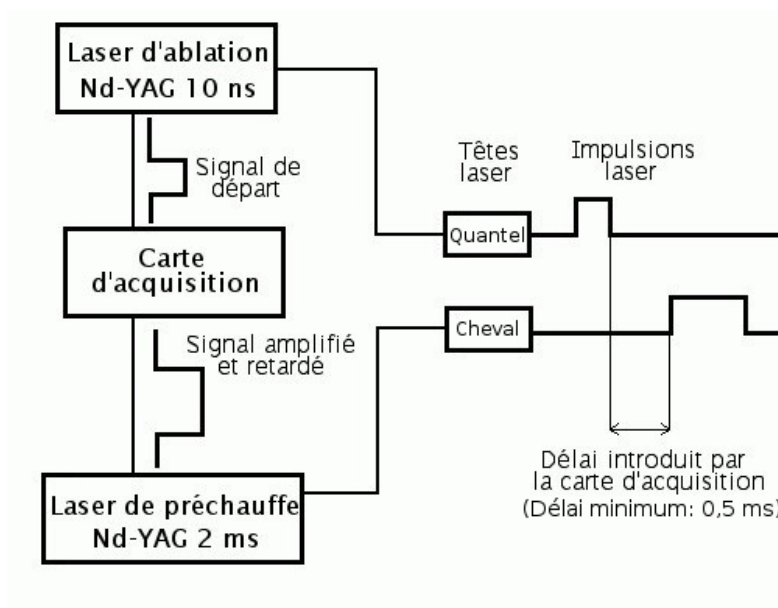 Laser d'ablation
Nd-YAG 10 ns
Signal de
départ
Carte
d'acquisition
Signal amplifié
et retardé
Laser de préchauffe
Nd-YAG 2 ms
Têtes
laser
Impulsions
laser
Quantel
Cheval
Délai introduit par
la carte d'acquisition
(Délai minimum: 0,5 ms)